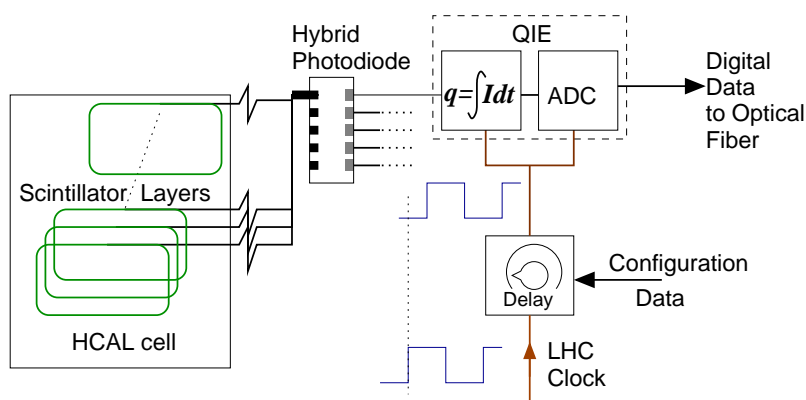 Hybrid
Photodiode
QIE
q=∫Idt
ADC
Digital
Data
to Optical
Fiber
Scintillator Layers
HCAL cell
Delay
Configuration
Data
LHC
Clock